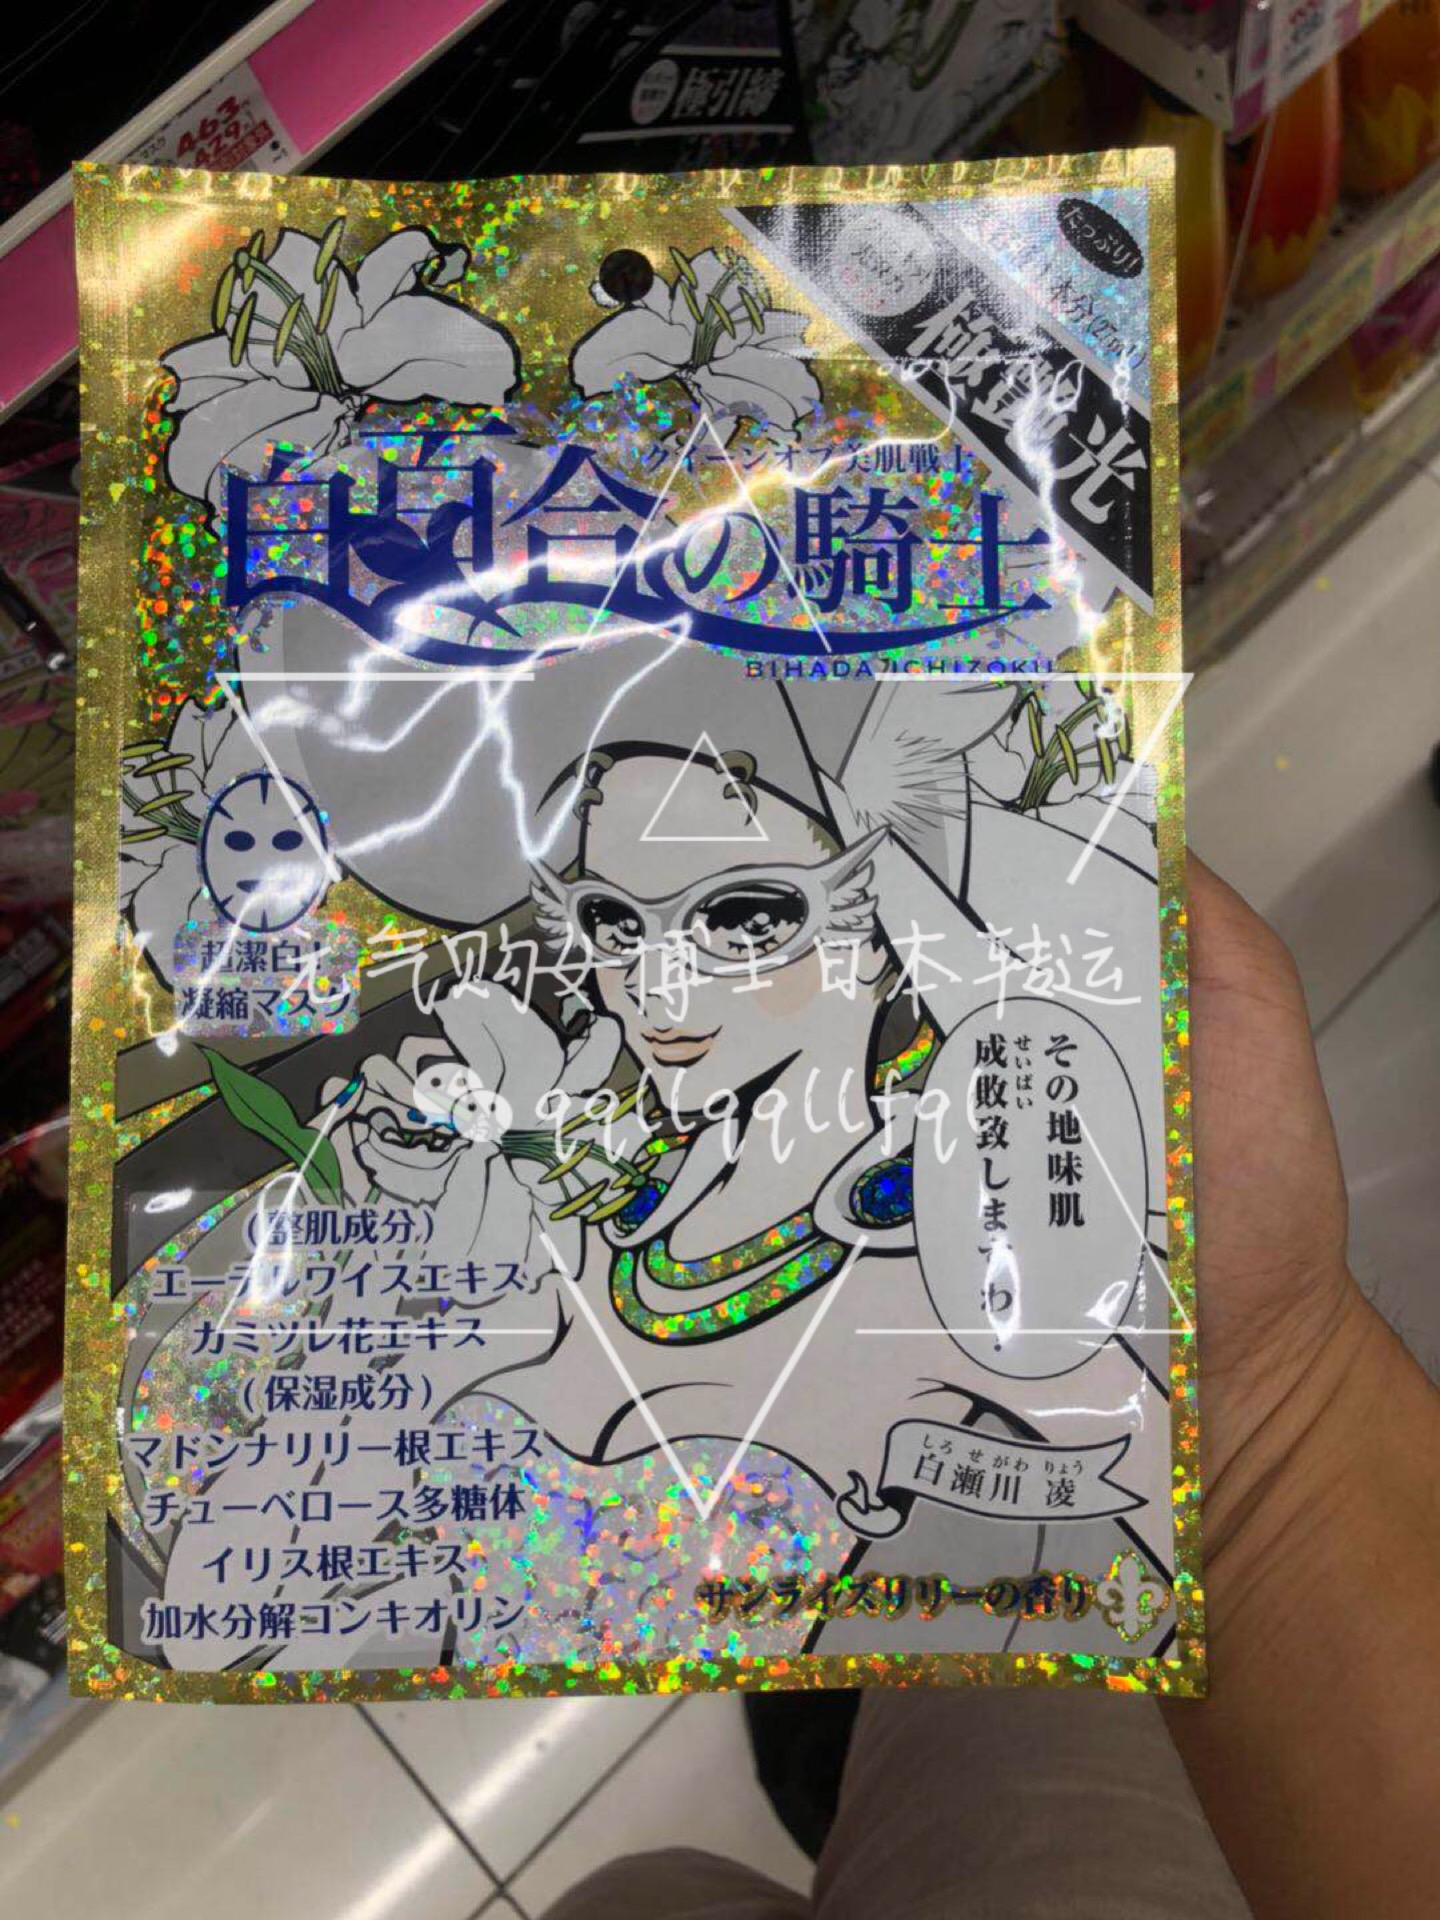 463
429
極引締
たっぷり!
極艶光
クイーンオブ美肌戦士
白百合の騎士
BIHADA ICHIZOKU
超潔白!
凝縮マスク
元气购女博士日本转运
qqllqqllfql
その地味肌
せいばい
成敗致しますわ!
(整肌成分)
エーデルワイスエキス
カミツレ花エキス
(保湿成分)
マドンナリリー根エキス
チューベロース多糖体
イリス根エキス
加水分解コンキオリン
しろせがわ りょう
白瀬川 凌
サンライズリリーの香り